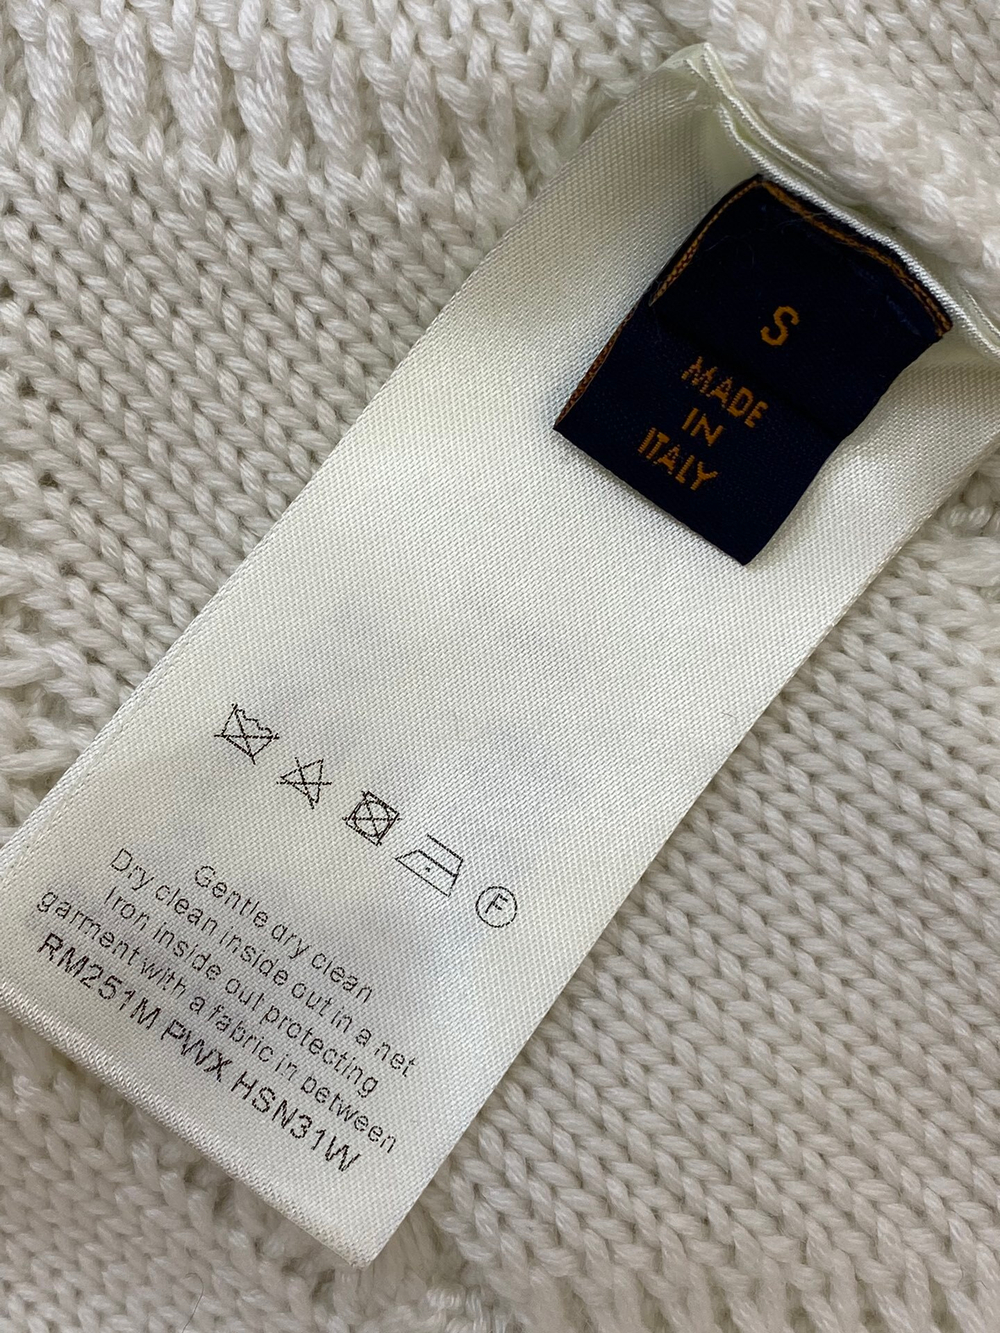 S
MADE
IN
ITALY
F
Gentle dry clean
Dry clean inside out in a net
Iron inside out protecting
garment with a fabric in between
RM251M PWX HSN31W